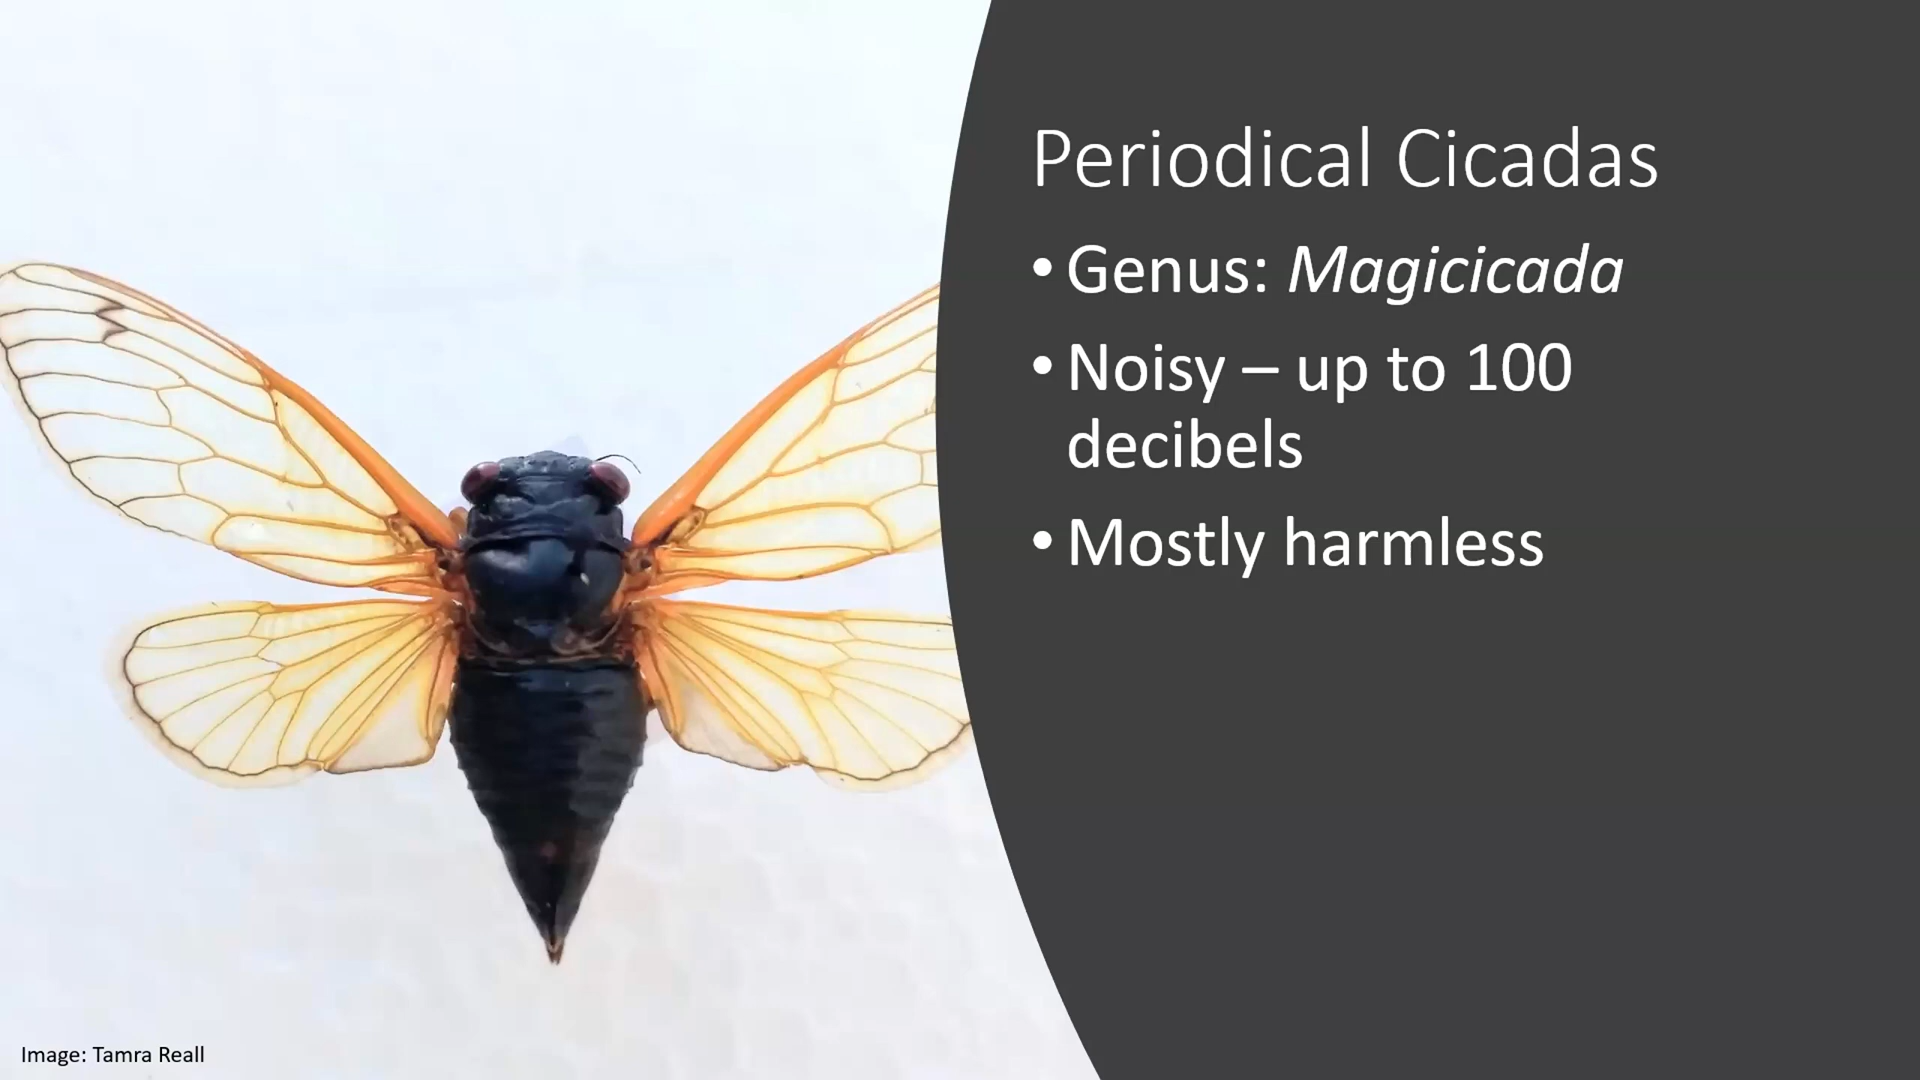 Periodical Cicadas
• Genus: Magicicada
• Noisy – up to 100
decibels
• Mostly harmless
Image: Tamra Reall